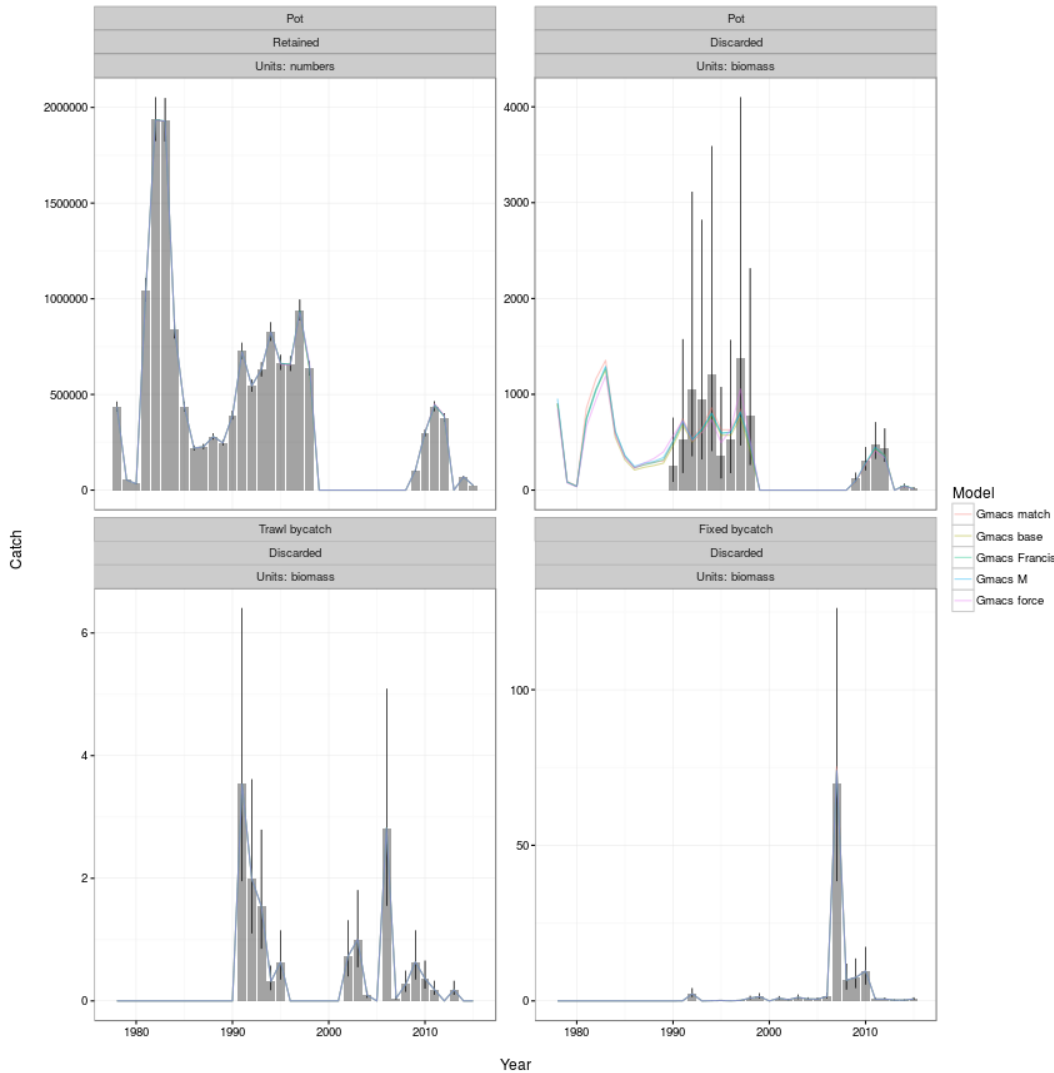 Pot
Retained
Units: numbers
Pot
Discarded
Units: biomass
2000000
1500000
1000000
500000
0
4000
3000
2000
1000
0
Trawl bycatch
Discarded
Units: biomass
Fixed bycatch
Discarded
Units: biomass
6
4
2
0
100
50
0
1980 1990 2000 2010
1980 1990 2000 2010
Catch
Year
Model
Gmacs match
Gmacs base
Gmacs Francis
Gmacs M
Gmacs force